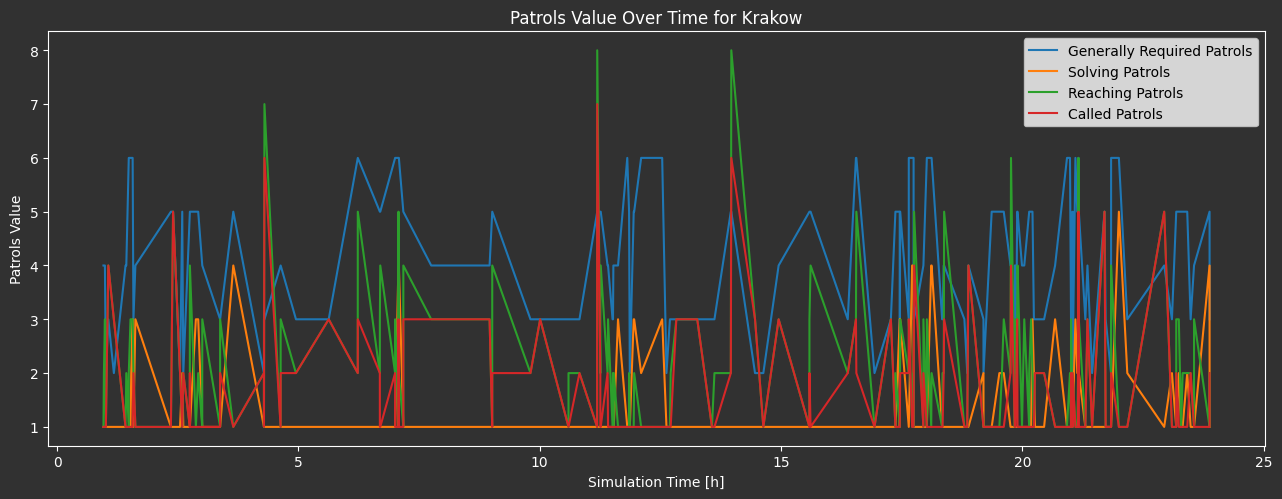 Patrols Value Over Time for Krakow
Generally Required Patrols
Solving Patrols
Reaching Patrols
Called Patrols
Patrols Value
8
7
6
5
4
3
2
1
0
5
10
15
20
25
Simulation Time [h]